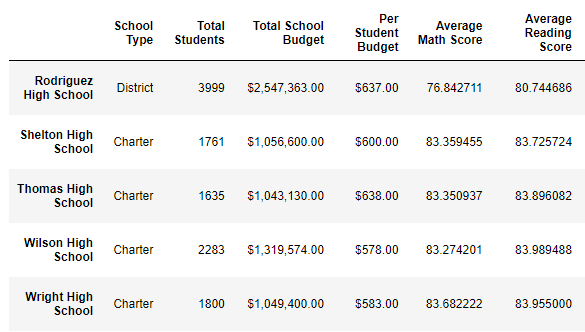 School Type Total Students Total School Budget Per Student Budget Average Math Score Average Reading Score
Rodriguez High School District 3999 $2,547,363.00 $637.00 76.842711 80.744686
Shelton High School Charter 1761 $1,056,600.00 $600.00 83.359455 83.725724
Thomas High School Charter 1635 $1,043,130.00 $638.00 83.350937 83.896082
Wilson High School Charter 2283 $1,319,574.00 $578.00 83.274201 83.989488
Wright High School Charter 1800 $1,049,400.00 $583.00 83.682222 83.955000